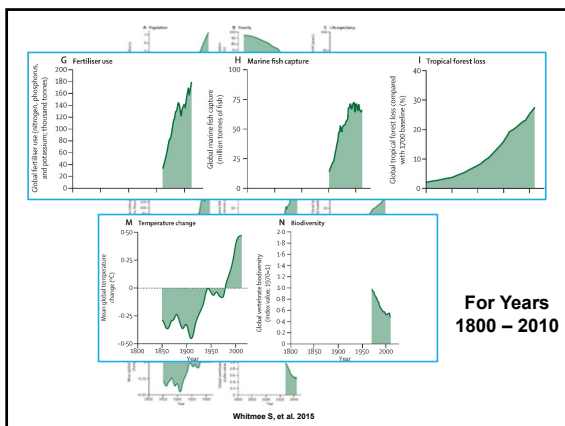 A Population
B Poverty
C Life expectancy
G Fertiliser use
Global fertiliser use (nitrogen, phosphorus,
and potassium; thousand tonnes)
200
180
160
140
120
100
80
60
40
20
0
H Marine fish capture
Global marine fish capture
(million tonnes of fish)
100
75
50
25
0
I Tropical forest loss
Global tropical forest loss compared
with 1700 baseline (%)
40
30
20
10
0
M Temperature change
Mean global temperature
change (°C)
0·50
0·25
0
-0·25
-0·50
1800 1850 1900 1950 2000
Year
N Biodiversity
Global vertebrate biodiversity
(index value, 1970=1)
2·0
1·8
1·6
1·4
1·2
1·0
0·8
0·6
0·4
0·2
0
1800 1850 1900 1950 2000
Year
For Years
1800 – 2010
Year
Year
Whitmee S, et al. 2015